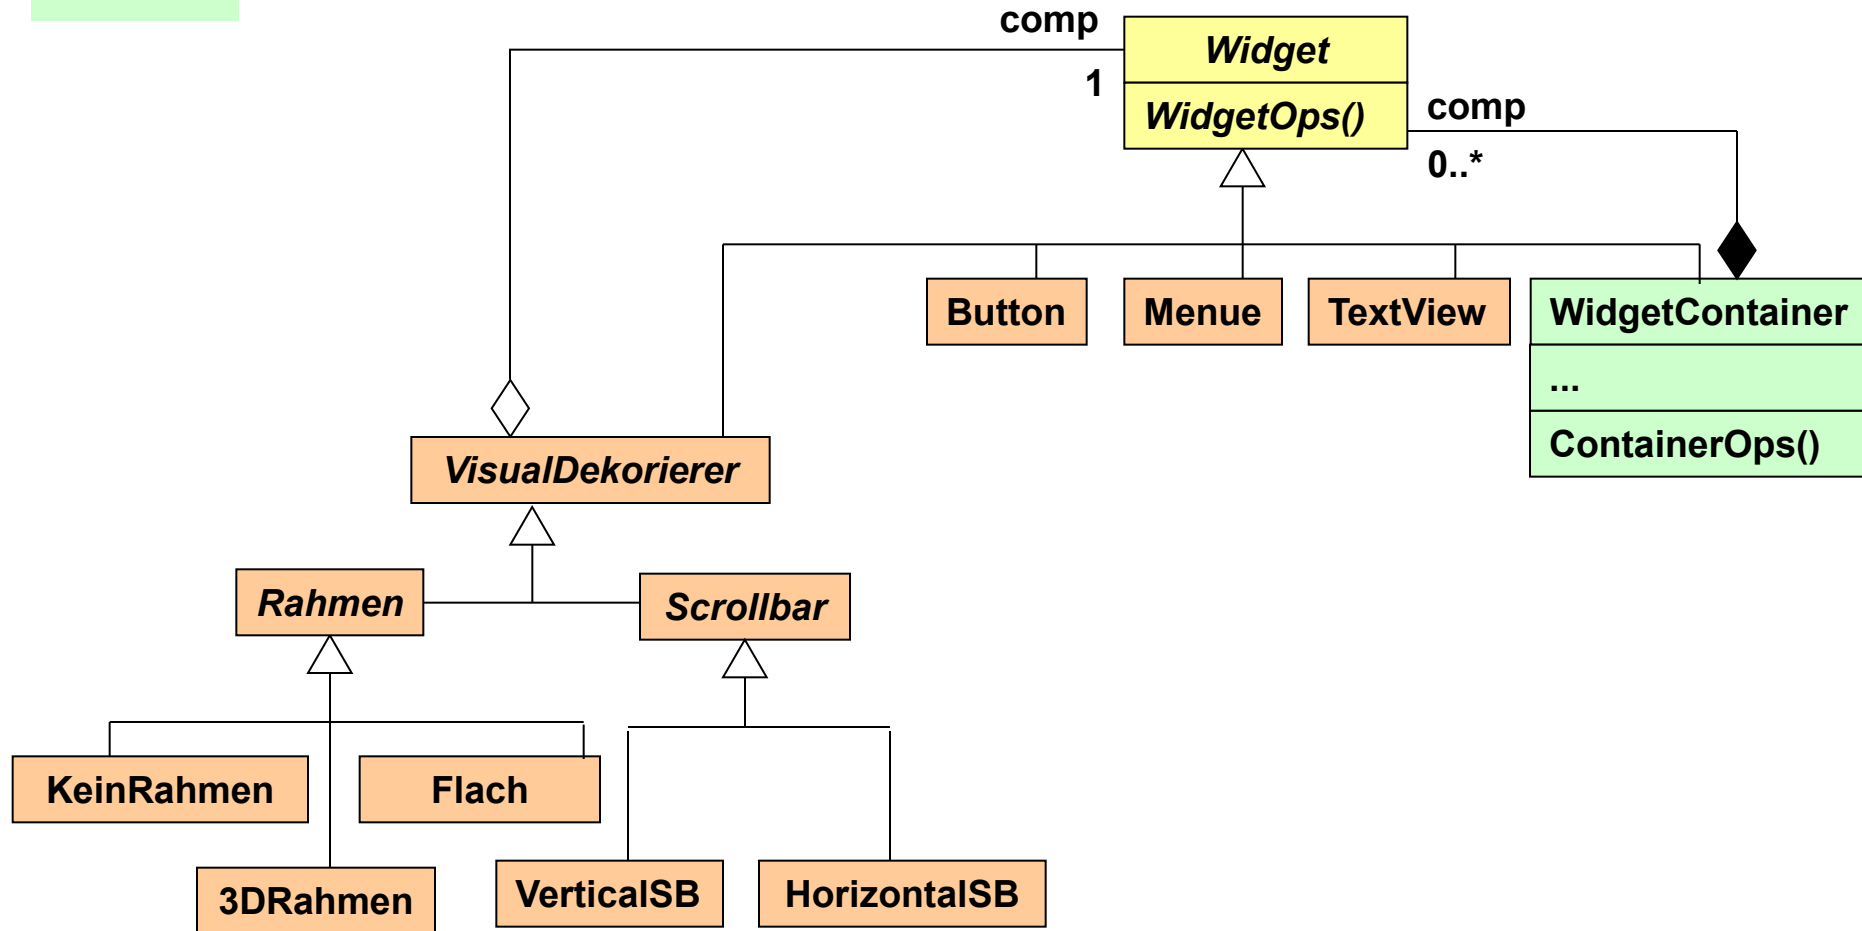 comp
Widget
1
WidgetOps()
comp
0..*
Button
Menue
TextView
WidgetContainer
...
ContainerOps()
VisualDekorierer
Rahmen
Scrollbar
KeinRahmen
Flach
3DRahmen
VerticalSB
HorizontalSB